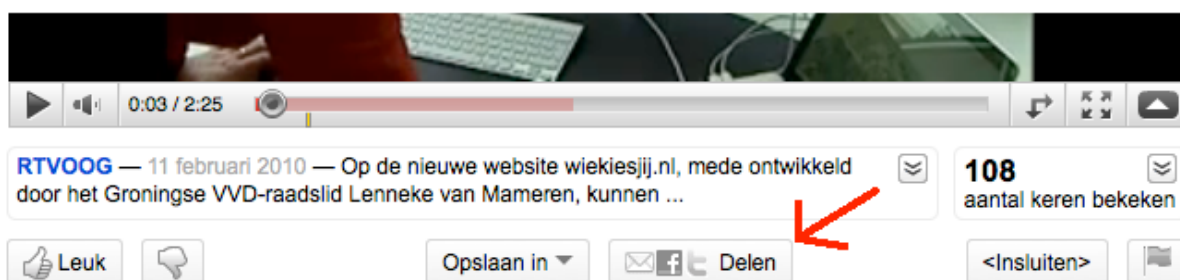 0:03 / 2:25
RTVOOG — 11 februari 2010 — Op de nieuwe website wiekiesjij.nl, mede ontwikkeld
door het Groningse VVD-raadslid Lenneke van Mameren, kunnen ...
108
aantal keren bekeken
Leuk
Opslaan in
Delen
<Insluiten>